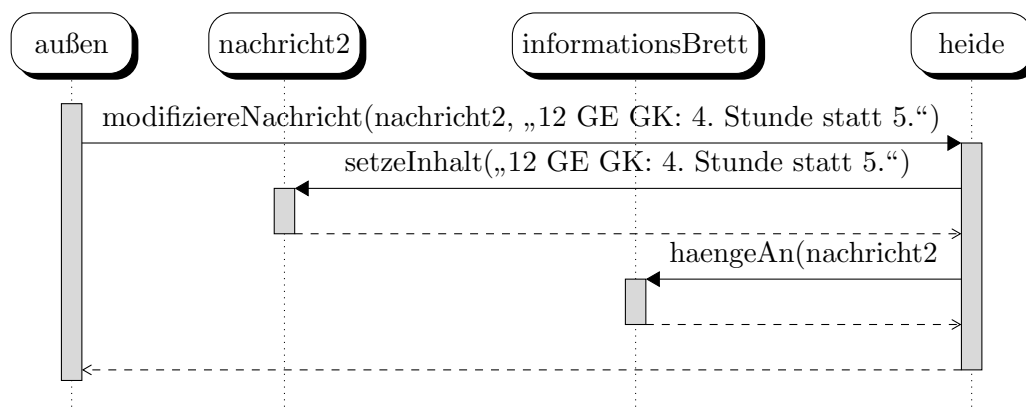 außen nachricht2 informationsBrett heide
modifiziereNachricht(nachricht2, „12 GE GK: 4. Stunde statt 5.“)
setzeInhalt(„12 GE GK: 4. Stunde statt 5.“)
haengeAn(nachricht2